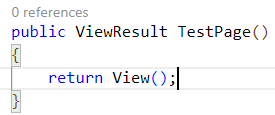 0 references
public ViewResult TestPage()
{
return View();
}